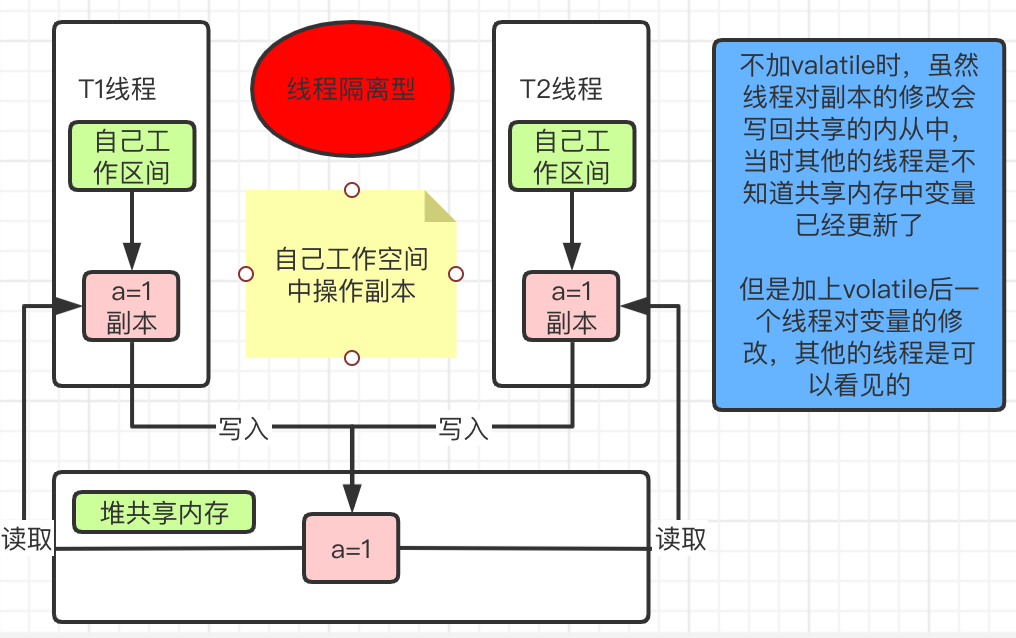 T1线程
自己工
作区间
a=1
副本
线程隔离型
自己工作空间
中操作副本
T2线程
自己工
作区间
a=1
副本
不加valatile时，虽然
线程对副本的修改会
写回共享的内从中，
当时其他的线程是不
知道共享内存中变量
已经更新了
但是加上volatile后一
个线程对变量的修
改，其他的线程是可
以看见的
写入
写入
堆共享内存
读取
a=1
读取